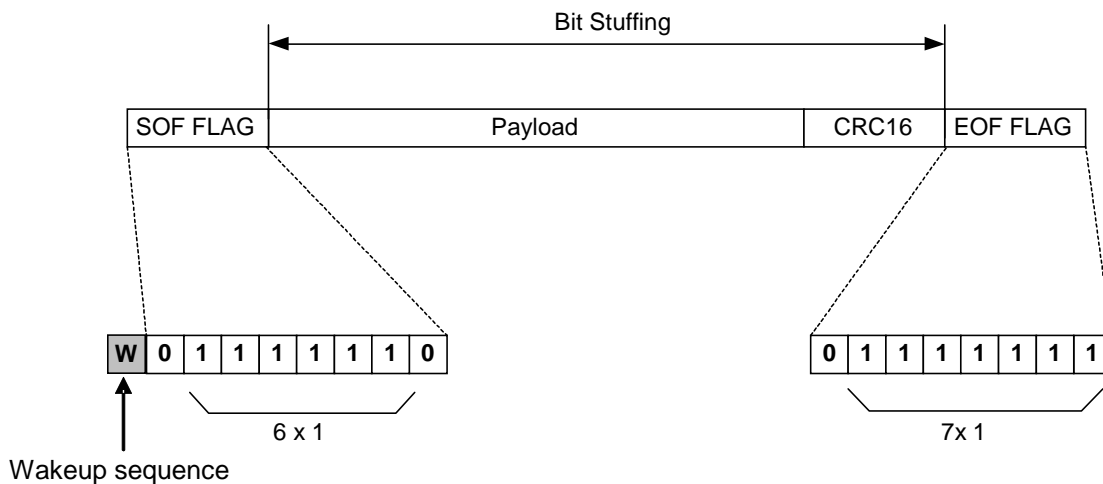 Bit Stuffing
SOF FLAG Payload CRC16 EOF FLAG
W 0 1 1 1 1 1 1 0 0 1 1 1 1 1 1 1
6 x 1 7x 1
Wakeup sequence